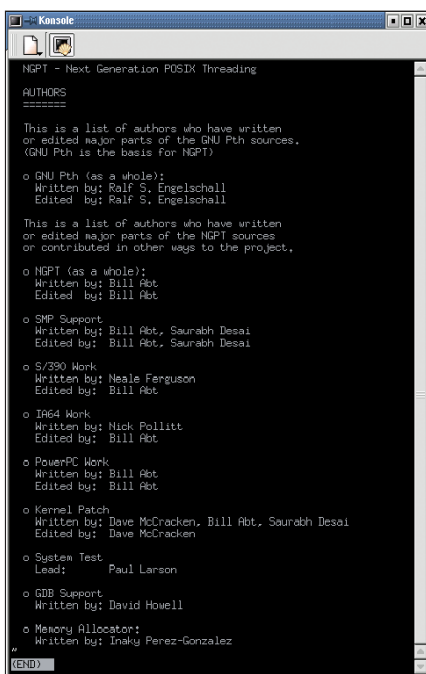 Konsole
NGPT - Next Generation POSIX Threading
AUTHORS
=======
This is a list of authors who have written
or edited major parts of the GNU Pth sources.
(GNU Pth is the basis for NGPT)
o GNU Pth (as a whole):
Written by: Ralf S. Engelschall
Edited by: Ralf S. Engelschall
This is a list of authors who have written
or edited major parts of the NGPT sources
or contributed in other ways to the project.
o NGPT (as a whole):
Written by: Bill Abt
Edited by: Bill Abt
o SMP Support
Written by: Bill Abt, Saurabh Desai
Edited by: Bill Abt, Saurabh Desai
o S/390 Work
Written by: Neale Ferguson
Edited by: Bill Abt
o IA64 Work
Written by: Nick Pollitt
Edited by: Bill Abt
o PowerPC Work
Written by: Bill Abt
Edited by: Bill Abt
o Kernel Patch
Written by: Dave McCracken, Bill Abt, Saurabh Desai
Edited by: Dave McCracken
o System Test
Lead: Paul Larson
o GDB Support
Written by: David Howell
o Memory Allocator:
Written by: Inaky Perez-Gonzalez
"
(END)